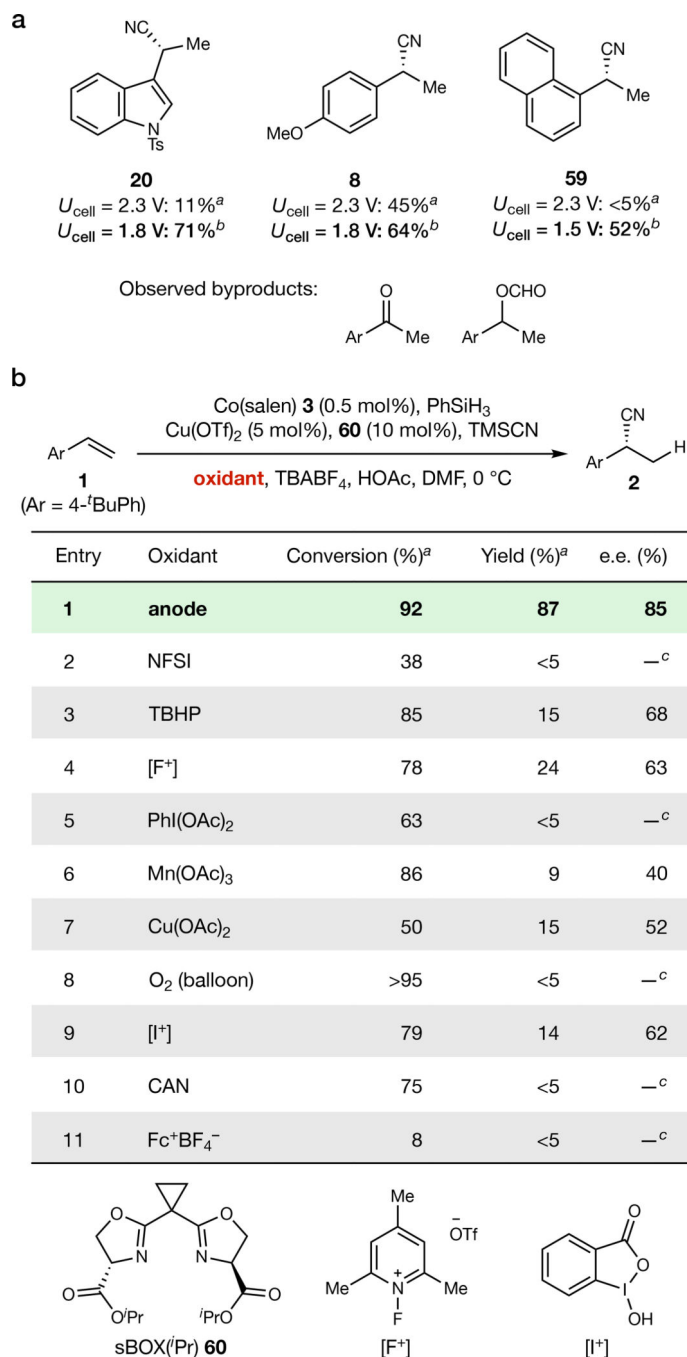 a
NC
Me
N
Ts
20
U_cell = 2.3 V: 11%^a
U_cell = 1.8 V: 71%^b
CN
Me
MeO
8
U_cell = 2.3 V: 45%^a
U_cell = 1.8 V: 64%^b
CN
Me
59
U_cell = 2.3 V: <5%^a
U_cell = 1.5 V: 52%^b
Observed byproducts:
O
Ar
Me
OCHO
Ar
Me
b
Ar
1
(Ar = 4-^tBuPh)
Co(salen) 3 (0.5 mol%), PhSiH₃
Cu(OTf)₂ (5 mol%), 60 (10 mol%), TMSCN
oxidant, TBABF₄, HOAc, DMF, 0 °C
CN
Ar
H
2
Entry Oxidant Conversion (%)^a Yield (%)^a e.e. (%)
1 anode 92 87 85
2 NFSI 38 <5 —^c
3 TBHP 85 15 68
4 [F⁺] 78 24 63
5 PhI(OAc)₂ 63 <5 —^c
6 Mn(OAc)₃ 86 9 40
7 Cu(OAc)₂ 50 15 52
8 O₂ (balloon) >95 <5 —^c
9 [I⁺] 79 14 62
10 CAN 75 <5 —^c
11 Fc⁺BF₄⁻ 8 <5 —^c
O
O
N
N
O
O^iPr
^iPrO
O
sBOX(^iPr) 60
Me
⁻OTf
Me
N
+
Me
F
[F⁺]
O
O
I
OH
[I⁺]